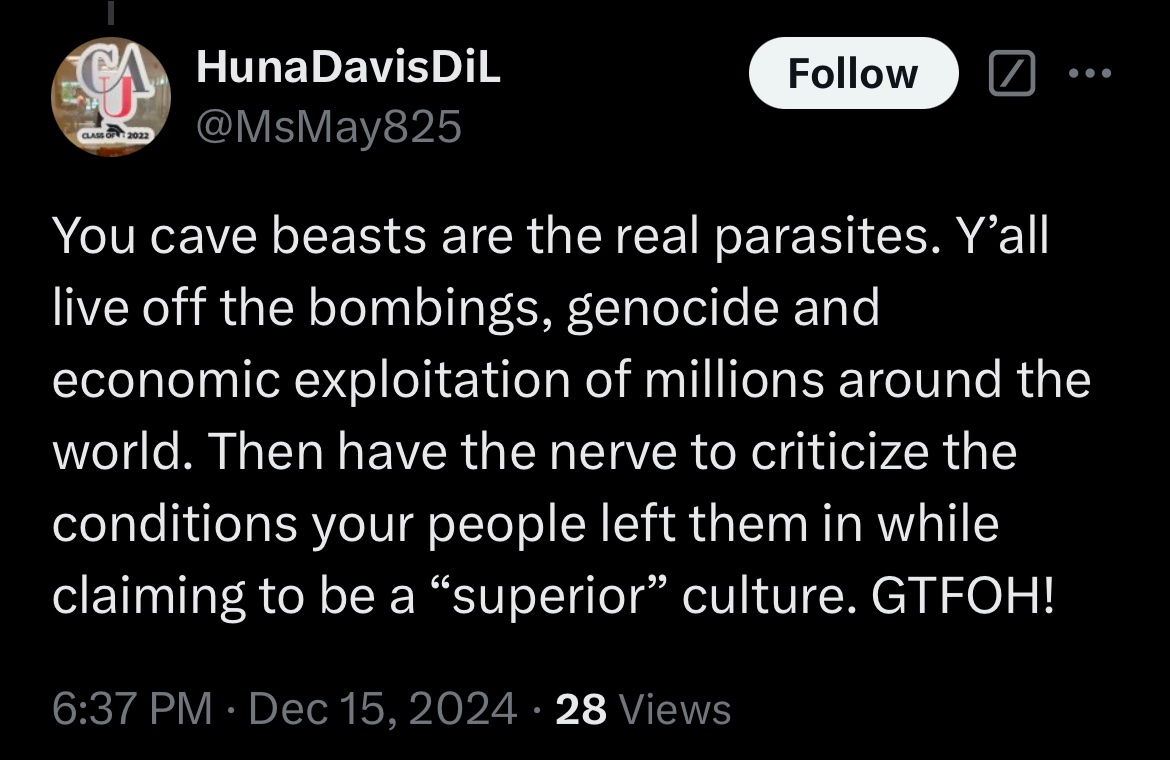 HunaDavisDiL
Follow
@MsMay825
CAU
CLASS OF 2022
You cave beasts are the real parasites. Y’all
live off the bombings, genocide and
economic exploitation of millions around the
world. Then have the nerve to criticize the
conditions your people left them in while
claiming to be a “superior” culture. GTFOH!
6:37 PM · Dec 15, 2024 · 28 Views